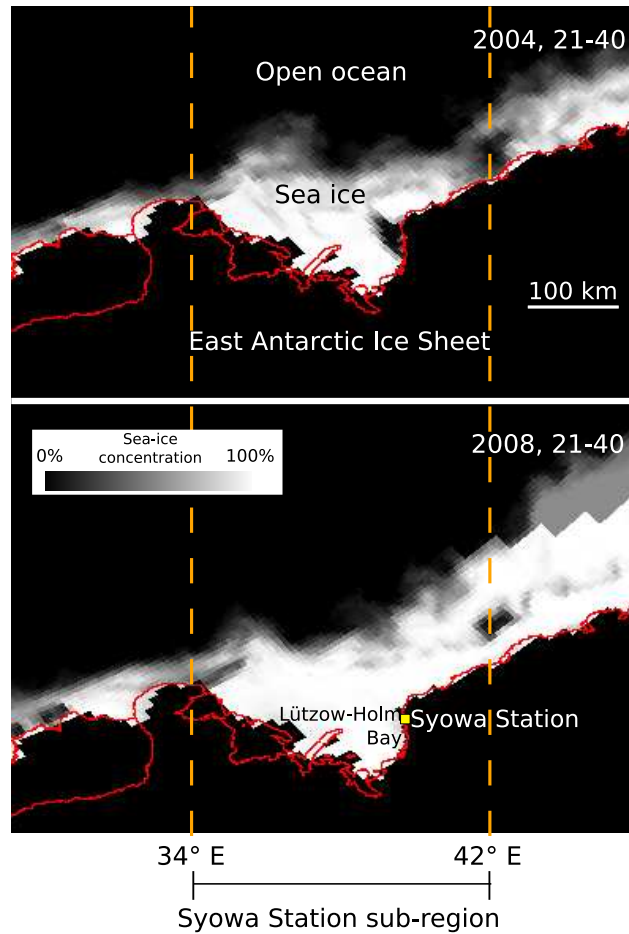 2004, 21-40
Open ocean
Sea ice
100 km
East Antarctic Ice Sheet
2008, 21-40
Sea-ice
0% concentration 100%
Lützow-Holm
Bay
Syowa Station
34° E 42° E
Syowa Station sub-region